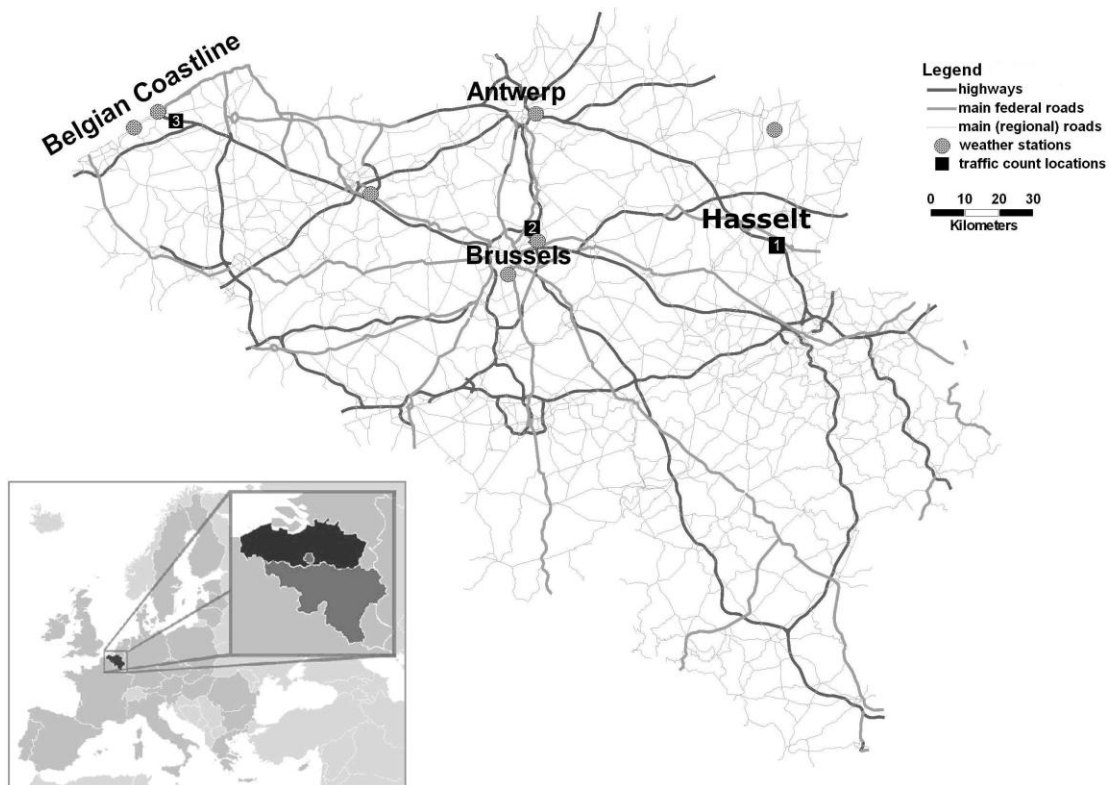 Belgian Coastline
Antwerp
Hasselt
Brussels
3
2
1
Legend
highways
main federal roads
main (regional) roads
weather stations
traffic count locations
0 10 20 30
Kilometers